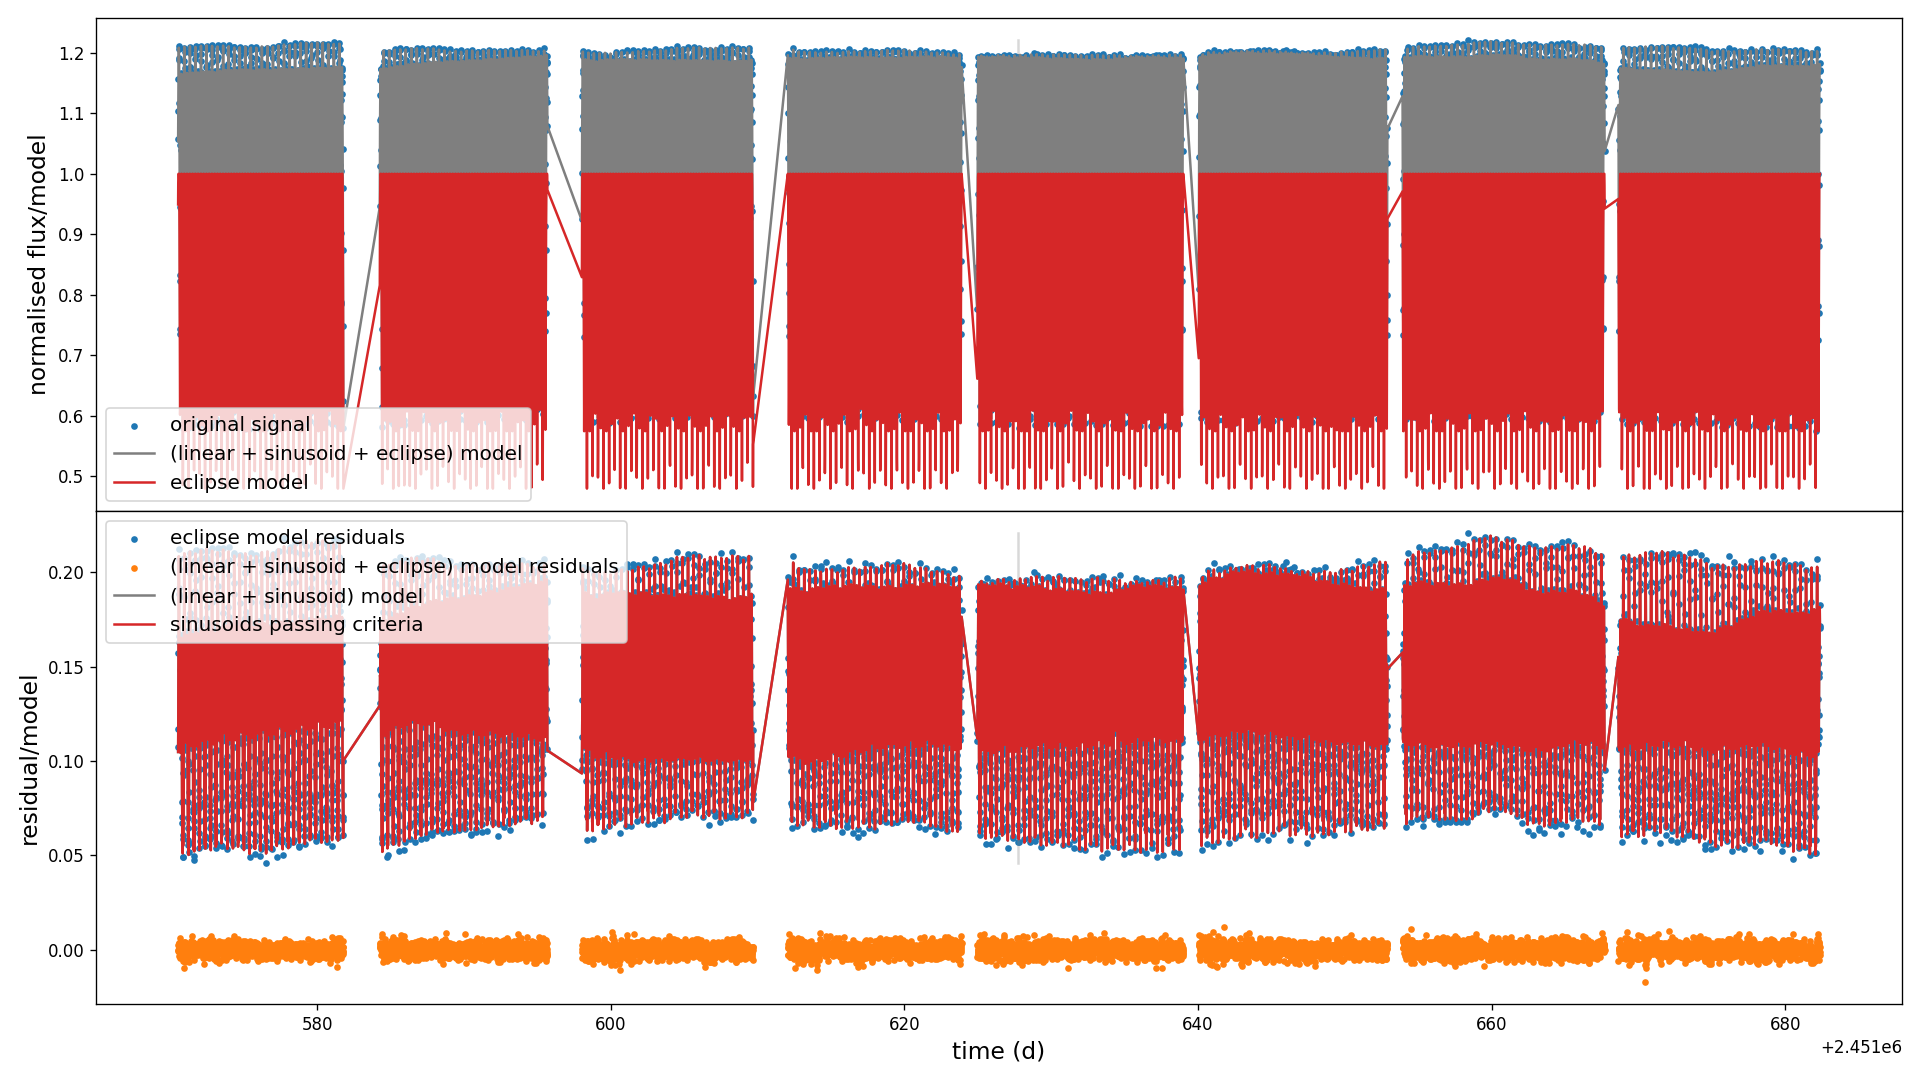 normalised flux/model
1.2
1.1
1.0
0.9
0.8
0.7
0.6
0.5
original signal
(linear + sinusoid + eclipse) model
eclipse model
residual/model
0.20
0.15
0.10
0.05
0.00
eclipse model residuals
(linear + sinusoid + eclipse) model residuals
(linear + sinusoid) model
sinusoids passing criteria
580
600
620
640
660
680
time (d)
+2.451e6